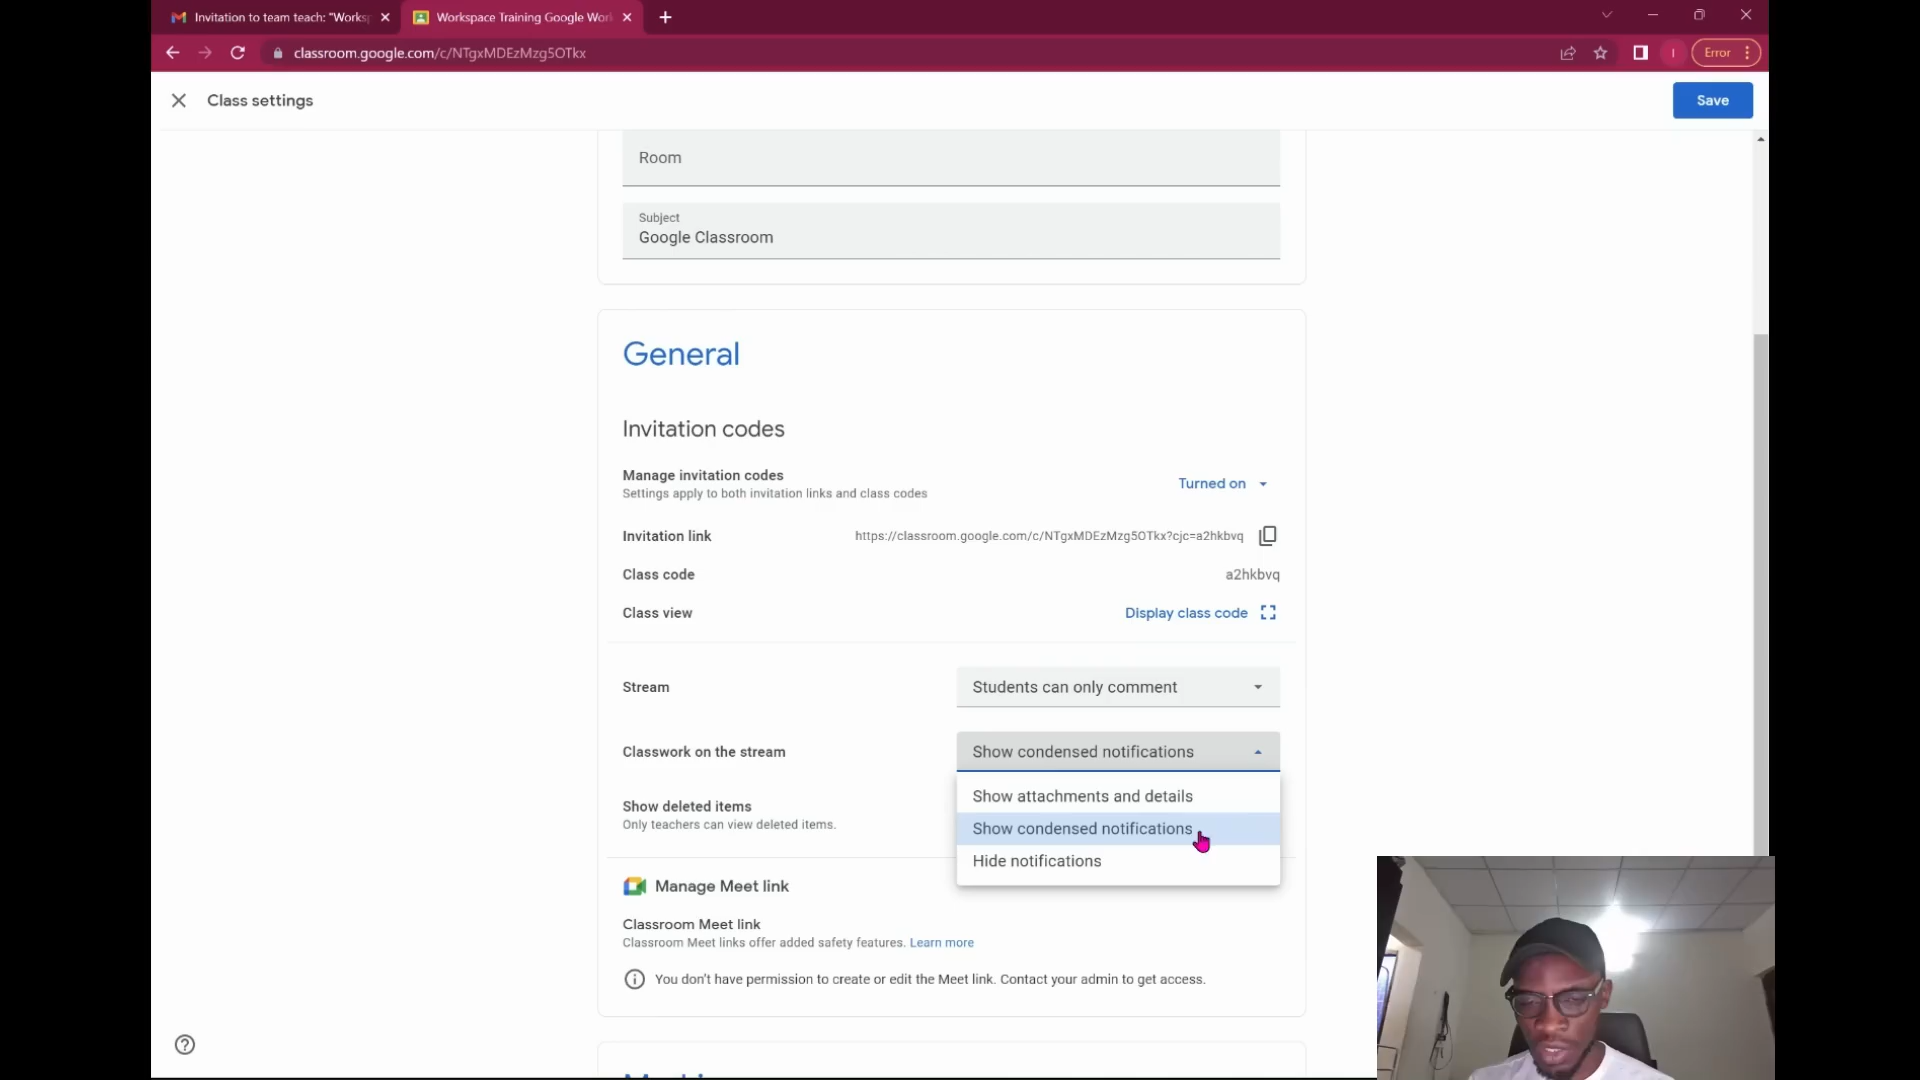 Invitation to team teach: "Worksp
Workspace Training Google Wor
classroom.google.com/c/NTgxMDEzMzg5OTkx
I
Error
Class settings
Save
Room
Subject
Google Classroom
General
Invitation codes
Manage invitation codes
Settings apply to both invitation links and class codes
Turned on
Invitation link
https://classroom.google.com/c/NTgxMDEzMzg5OTkx?cjc=a2hkbvq
Class code
a2hkbvq
Class view
Display class code
Stream
Students can only comment
Classwork on the stream
Show condensed notifications
Show attachments and details
Show condensed notifications
Hide notifications
Show deleted items
Only teachers can view deleted items.
Manage Meet link
Classroom Meet link
Classroom Meet links offer added safety features. Learn more
You don't have permission to create or edit the Meet link. Contact your admin to get access.